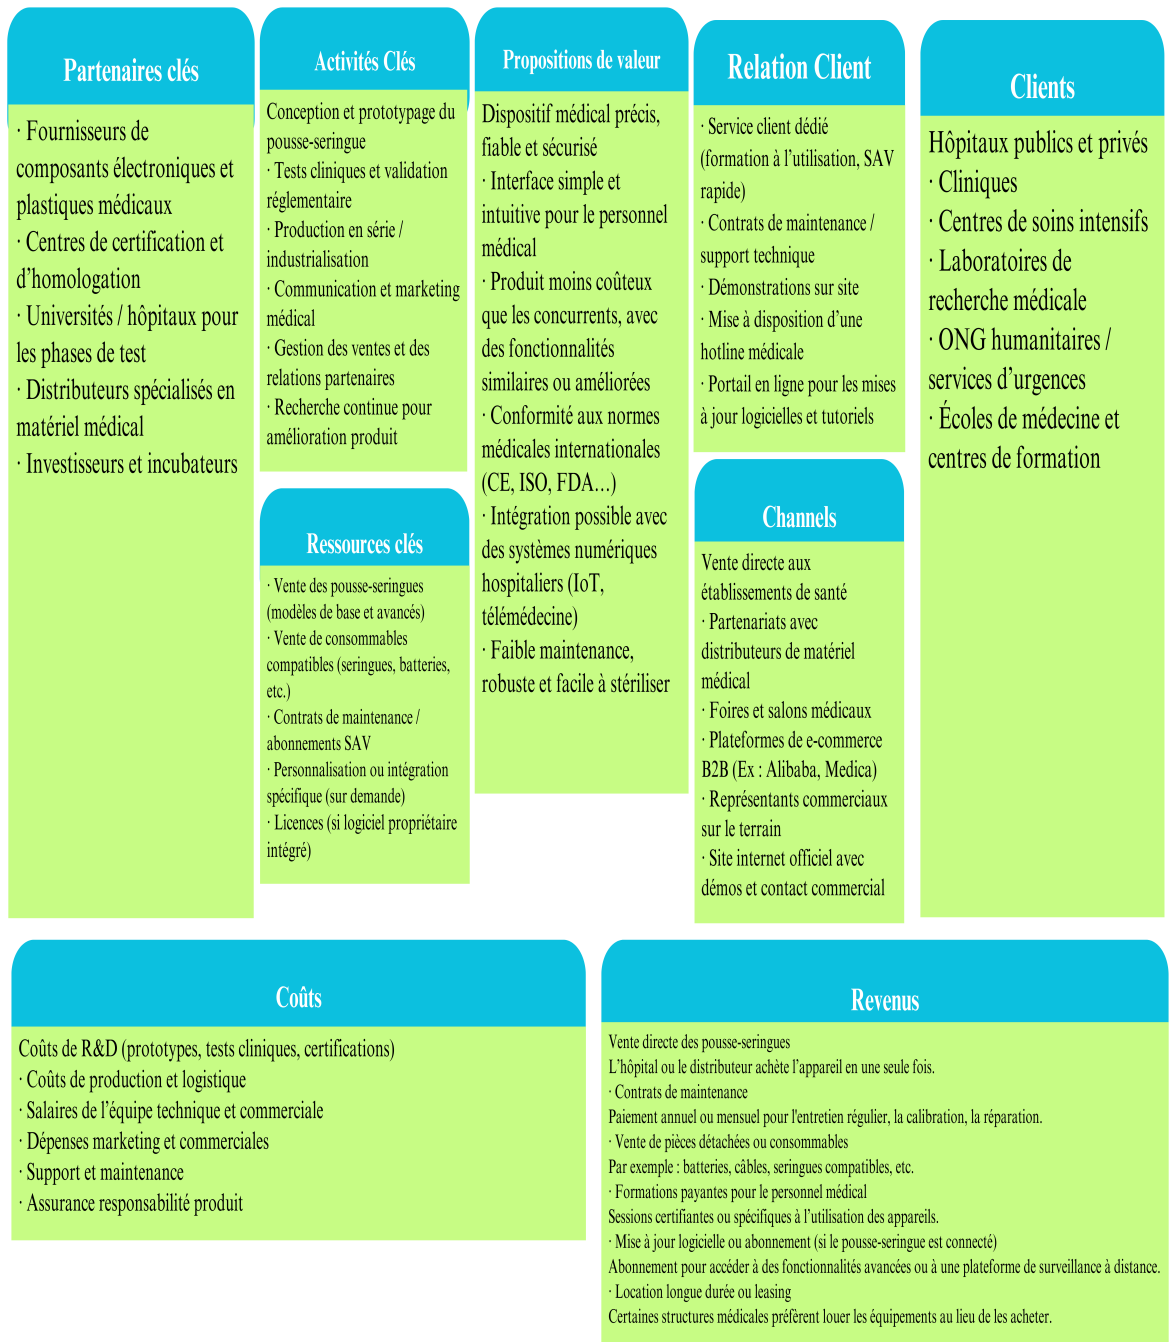 Partenaires clés
· Fournisseurs de
composants électroniques et
plastiques médicaux
· Centres de certification et
d’homologation
· Universités / hôpitaux pour
les phases de test
· Distributeurs spécialisés en
matériel médical
· Investisseurs et incubateurs
Activités Clés
Conception et prototypage du
pousse-seringue
· Tests cliniques et validation
réglementaire
· Production en série /
industrialisation
· Communication et marketing
médical
· Gestion des ventes et des
relations partenaires
· Recherche continue pour
amélioration produit
Ressources clés
· Vente des pousse-seringues
(modèles de base et avancés)
· Vente de consommables
compatibles (seringues, batteries,
etc.)
· Contrats de maintenance /
abonnements SAV
· Personnalisation ou intégration
spécifique (sur demande)
· Licences (si logiciel propriétaire
intégré)
Propositions de valeur
Dispositif médical précis,
fiable et sécurisé
· Interface simple et
intuitive pour le personnel
médical
· Produit moins coûteux
que les concurrents, avec
des fonctionnalités
similaires ou améliorées
· Conformité aux normes
médicales internationales
(CE, ISO, FDA…)
· Intégration possible avec
des systèmes numériques
hospitaliers (IoT,
télémédecine)
· Faible maintenance,
robuste et facile à stériliser
Relation Client
· Service client dédié
(formation à l’utilisation, SAV
rapide)
· Contrats de maintenance /
support technique
· Démonstrations sur site
· Mise à disposition d’une
hotline médicale
· Portail en ligne pour les mises
à jour logicielles et tutoriels
Channels
Vente directe aux
établissements de santé
· Partenariats avec
distributeurs de matériel
médical
· Foires et salons médicaux
· Plateformes de e-commerce
B2B (Ex : Alibaba, Medica)
· Représentants commerciaux
sur le terrain
· Site internet officiel avec
démos et contact commercial
Clients
Hôpitaux publics et privés
· Cliniques
· Centres de soins intensifs
· Laboratoires de
recherche médicale
· ONG humanitaires /
services d’urgences
· Écoles de médecine et
centres de formation
Coûts
Coûts de R&D (prototypes, tests cliniques, certifications)
· Coûts de production et logistique
· Salaires de l’équipe technique et commerciale
· Dépenses marketing et commerciales
· Support et maintenance
· Assurance responsabilité produit
Revenus
Vente directe des pousse-seringues
L’hôpital ou le distributeur achète l’appareil en une seule fois.
· Contrats de maintenance
Paiement annuel ou mensuel pour l'entretien régulier, la calibration, la réparation.
· Vente de pièces détachées ou consommables
Par exemple : batteries, câbles, seringues compatibles, etc.
· Formations payantes pour le personnel médical
Sessions certifiantes ou spécifiques à l’utilisation des appareils.
· Mise à jour logicielle ou abonnement (si le pousse-seringue est connecté)
Abonnement pour accéder à des fonctionnalités avancées ou à une plateforme de surveillance à distance.
· Location longue durée ou leasing
Certaines structures médicales préfèrent louer les équipements au lieu de les acheter.